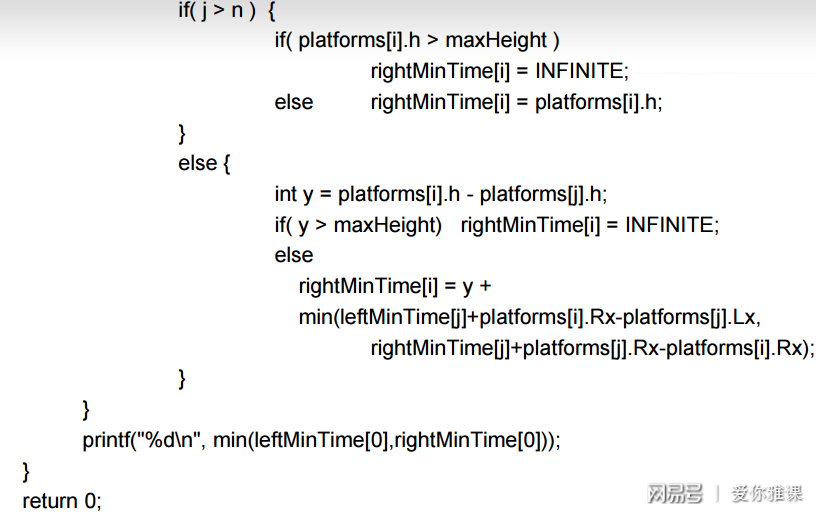 if( j > n ) {
if( platforms[i].h > maxHeight )
rightMinTime[i] = INFINITE;
else rightMinTime[i] = platforms[i].h;
}
else {
int y = platforms[i].h - platforms[j].h;
if( y > maxHeight) rightMinTime[i] = INFINITE;
else
rightMinTime[i] = y +
min(leftMinTime[j]+platforms[i].Rx-platforms[j].Lx,
rightMinTime[j]+platforms[j].Rx-platforms[i].Rx);
}
}
printf("%d\n", min(leftMinTime[0],rightMinTime[0]));
}
return 0;
网易号 | 爱你雅课